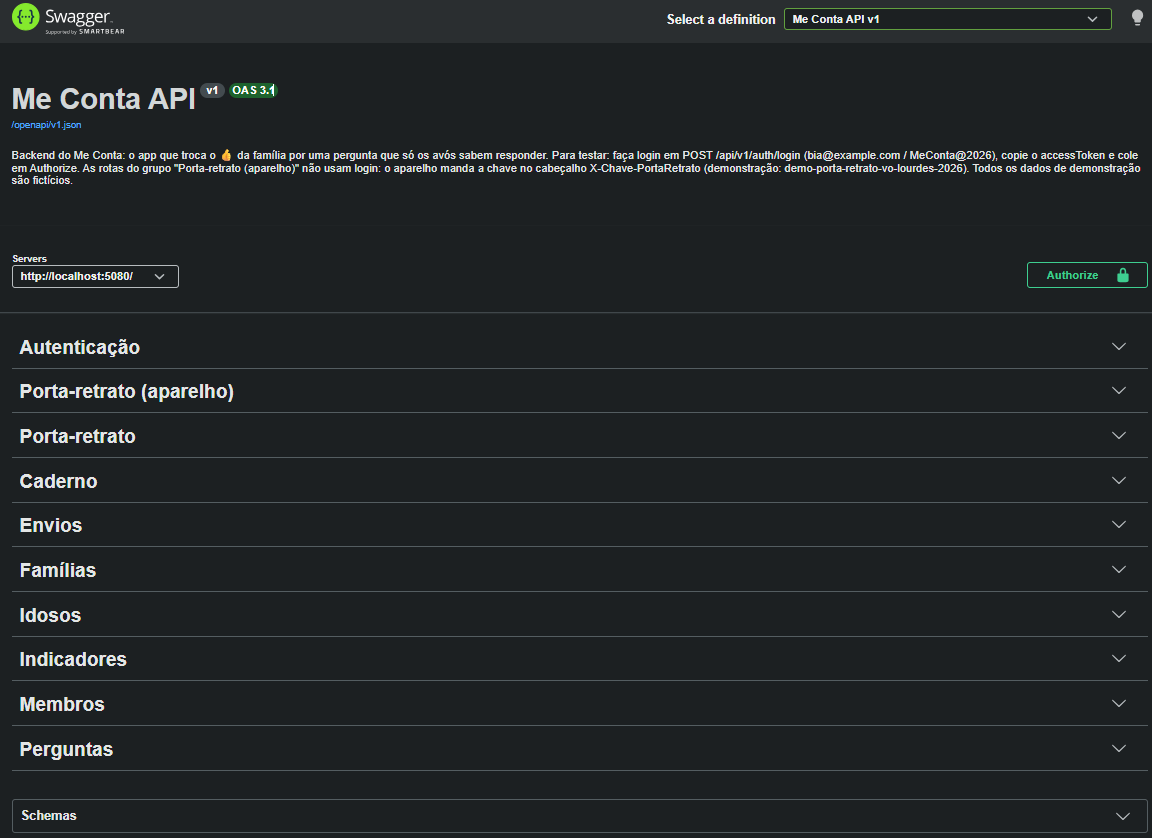 Swagger
Supported by SMARTBEAR
Select a definition
Me Conta API v1
Me Conta API v1 OAS 3.1
/openapi/v1.json
Backend do Me Conta: o app que troca o 👍 da família por uma pergunta que só os avós sabem responder. Para testar: faça login em POST /api/v1/auth/login (bia@example.com / MeConta@2026), copie o accessToken e cole
em Authorize. As rotas do grupo "Porta-retrato (aparelho)" não usam login: o aparelho manda a chave no cabeçalho X-Chave-PortaRetrato (demonstração: demo-porta-retrato-vo-lourdes-2026). Todos os dados de demonstração
são fictícios.
Servers
http://localhost:5080/
Authorize
Autenticação
Porta-retrato (aparelho)
Porta-retrato
Caderno
Envios
Famílias
Idosos
Indicadores
Membros
Perguntas
Schemas